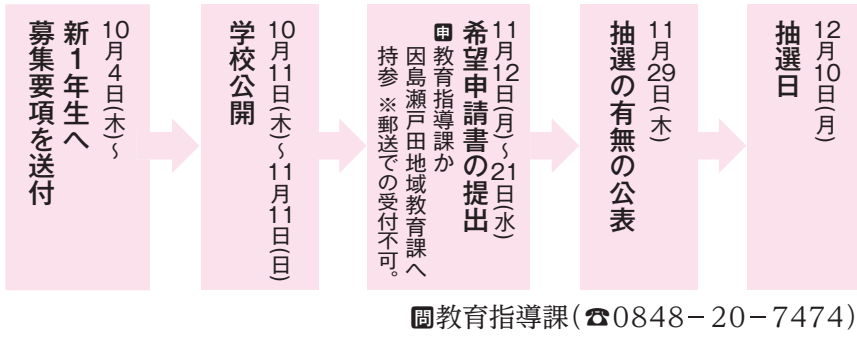 10月4日(木)~
新1年生へ
募集要項を送付
10月11日(木)~11月11日(日)
学校公開
11月12日(月)~21日(水)
希望申請書の提出
申教育指導課か
因島瀬戸田地域教育課へ
持参 ※郵送での受付不可。
11月29日(木)
抽選の有無の公表
12月10日(月)
抽選日
問教育指導課(☎0848−20−7474)